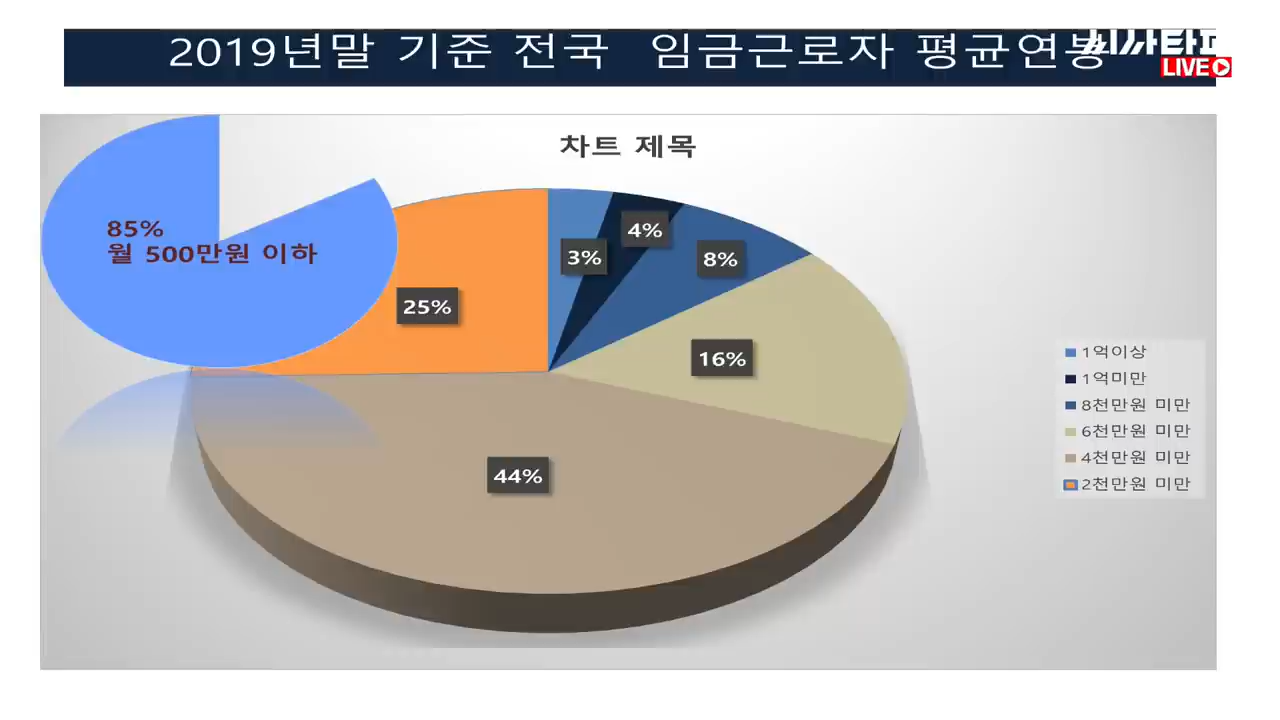 2019년말 기준 전국 임금근로자 평균연봉
LIVE
차트 제목
85%
월 500만원 이하
3%
4%
8%
25%
16%
44%
1억이상
1억미만
8천만원 미만
6천만원 미만
4천만원 미만
2천만원 미만